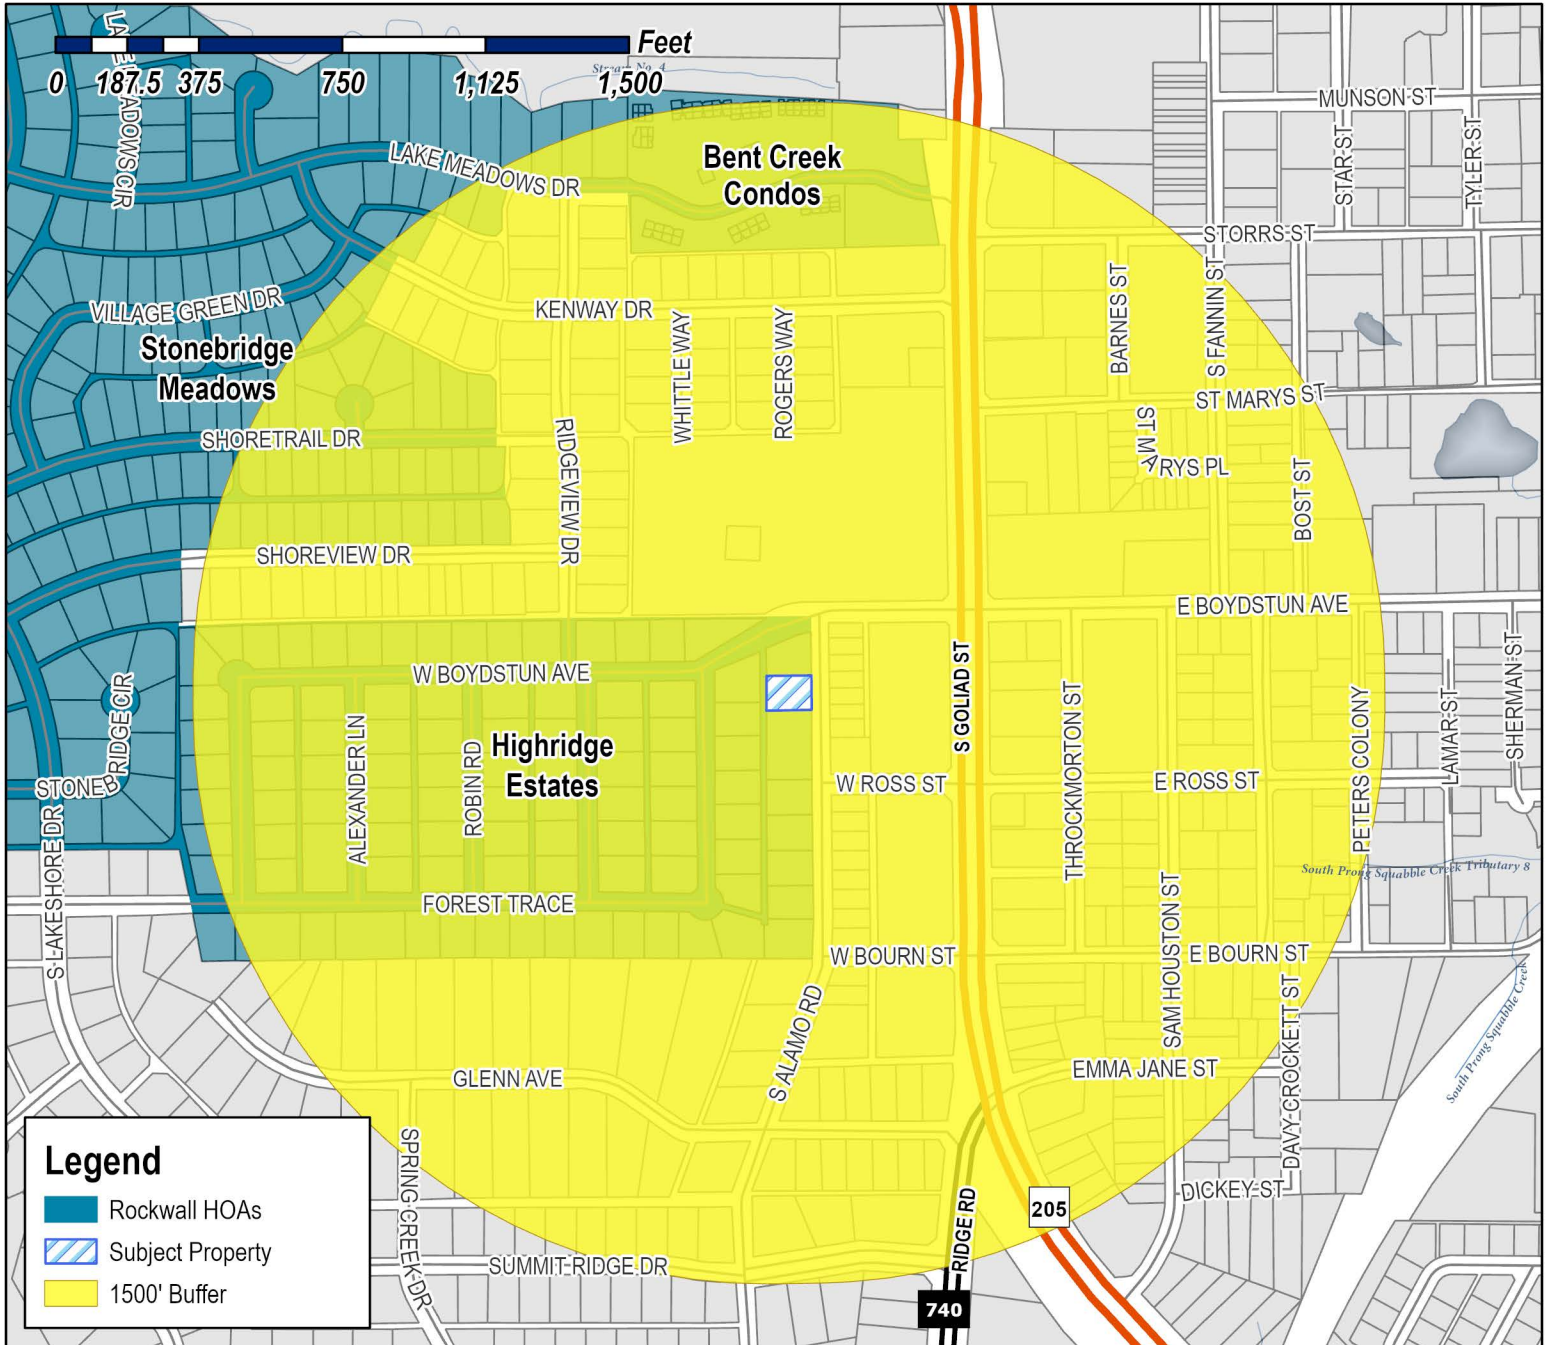 Feet
0 187.5 375 750 1,125 1,500
Stream No. 4
LAKE MEADOWS CIR
LAKE MEADOWS DR
Bent Creek
Condos
MUNSON ST
STAR ST
TYLER ST
STORRS ST
VILLAGE GREEN DR
KENWAY DR
WHITTLE WAY
ROGERS WAY
BARNES ST
S FANNIN ST
Stonebridge
Meadows
ST MARYS ST
SHORETRAIL DR
RIDGEVIEW DR
ST MARYS PL
BOST ST
SHOREVIEW DR
E BOYDSTUN AVE
W BOYDSTUN AVE
S GOLIAD ST
STONEBRIDGE CIR
ALEXANDER LN
ROBIN RD
Highridge
Estates
THROCKMORTON ST
PETERS COLONY
LAMAR ST
SHERMAN ST
W ROSS ST
E ROSS ST
S LAKESHORE DR
FOREST TRACE
South Prong Squabble Creek Tributary 8
W BOURN ST
SAM HOUSTON ST
E BOURN ST
S ALAMO RD
DAVY CROCKETT ST
South Prong Squabble Creek
GLENN AVE
EMMA JANE ST
SPRING CREEK DR
DICKEY ST
RIDGE RD
205
SUMMIT RIDGE DR
740
Legend
Rockwall HOAs
Subject Property
1500' Buffer